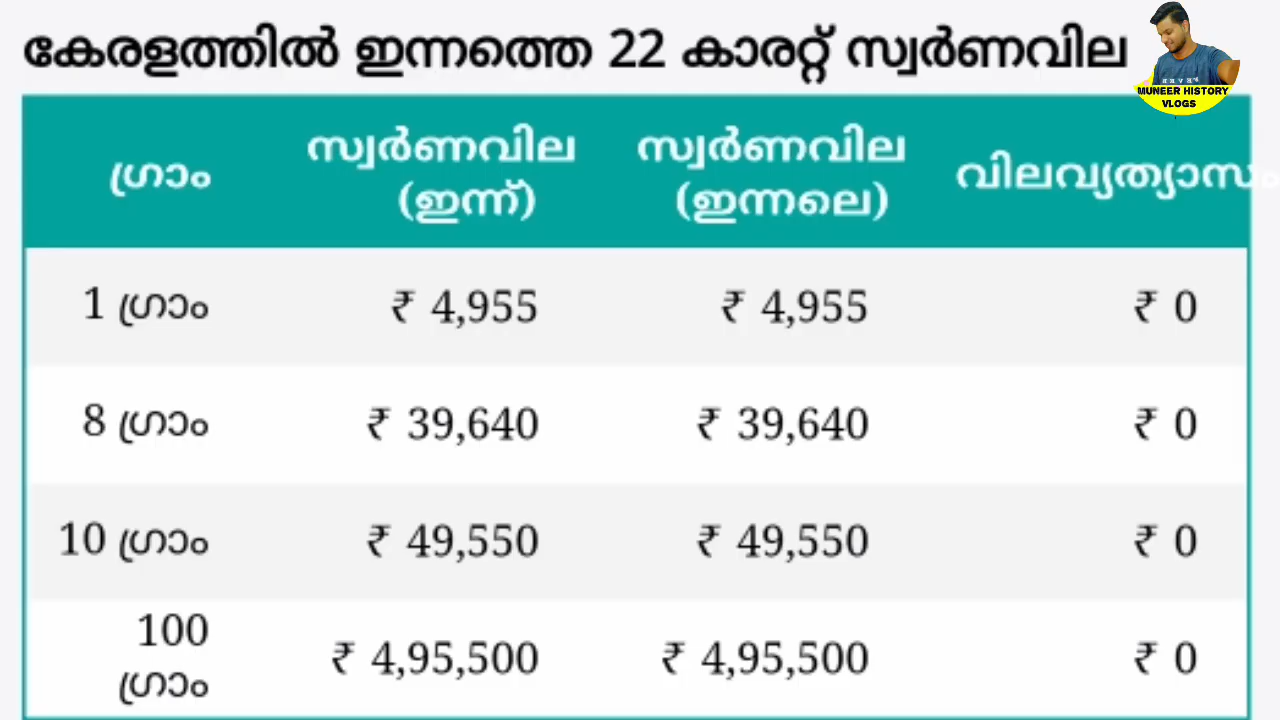 കേരളത്തിൽ ഇന്നത്തെ 22 കാരറ്റ് സ്വർണവില
MUNEER HISTORY
VLOGS
ഗ്രാം സ്വർണവില (ഇന്ന്) സ്വർണവില (ഇന്നലെ) വിലവ്യത്യാസം
1 ഗ്രാം ₹ 4,955 ₹ 4,955 ₹ 0
8 ഗ്രാം ₹ 39,640 ₹ 39,640 ₹ 0
10 ഗ്രാം ₹ 49,550 ₹ 49,550 ₹ 0
100 ഗ്രാം ₹ 4,95,500 ₹ 4,95,500 ₹ 0